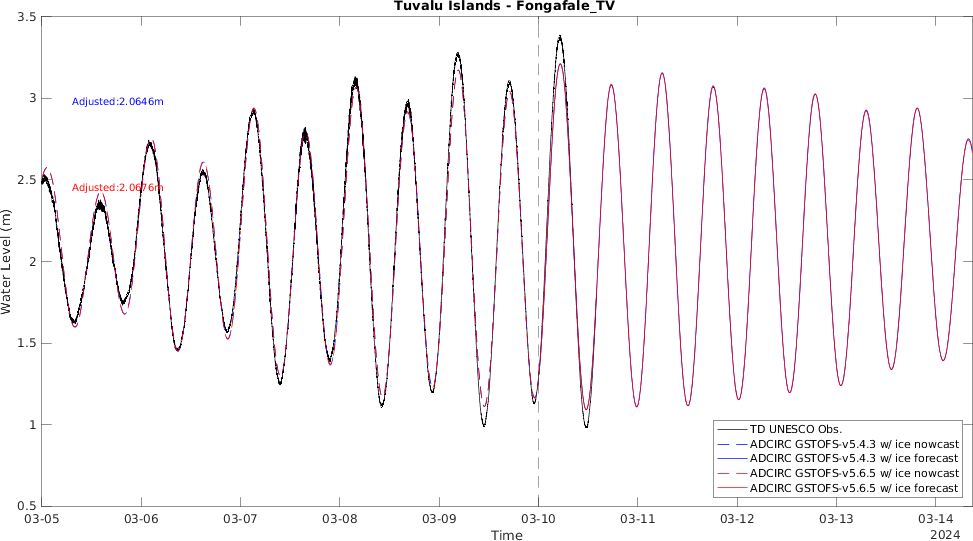 Tuvalu Islands - Fongafale_TV
Water Level (m)
3.5
3
2.5
2
1.5
1
0.5
Adjusted:2.0646m
Adjusted:2.0676m
TD UNESCO Obs.
ADCIRC GSTOFS-v5.4.3 w/ ice nowcast
ADCIRC GSTOFS-v5.4.3 w/ ice forecast
ADCIRC GSTOFS-v5.6.5 w/ ice nowcast
ADCIRC GSTOFS-v5.6.5 w/ ice forecast
03-05 03-06 03-07 03-08 03-09 03-10 03-11 03-12 03-13 03-14
Time
2024